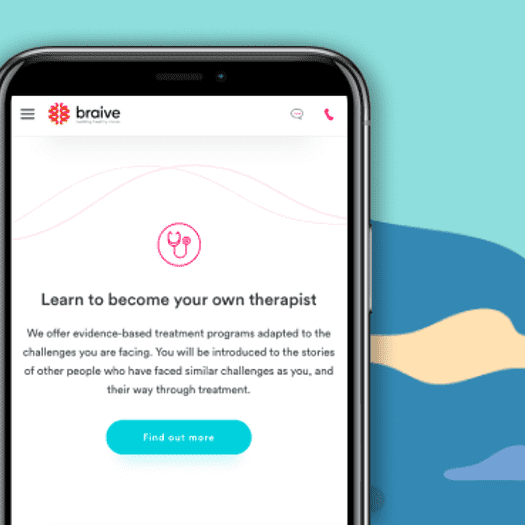 braive
Learn to become your own therapist
We offer evidence-based treatment programs adapted to the
challenges you are facing. You will be introduced to the stories
of other people who have faced similar challenges as you, and
their way through treatment.
Find out more